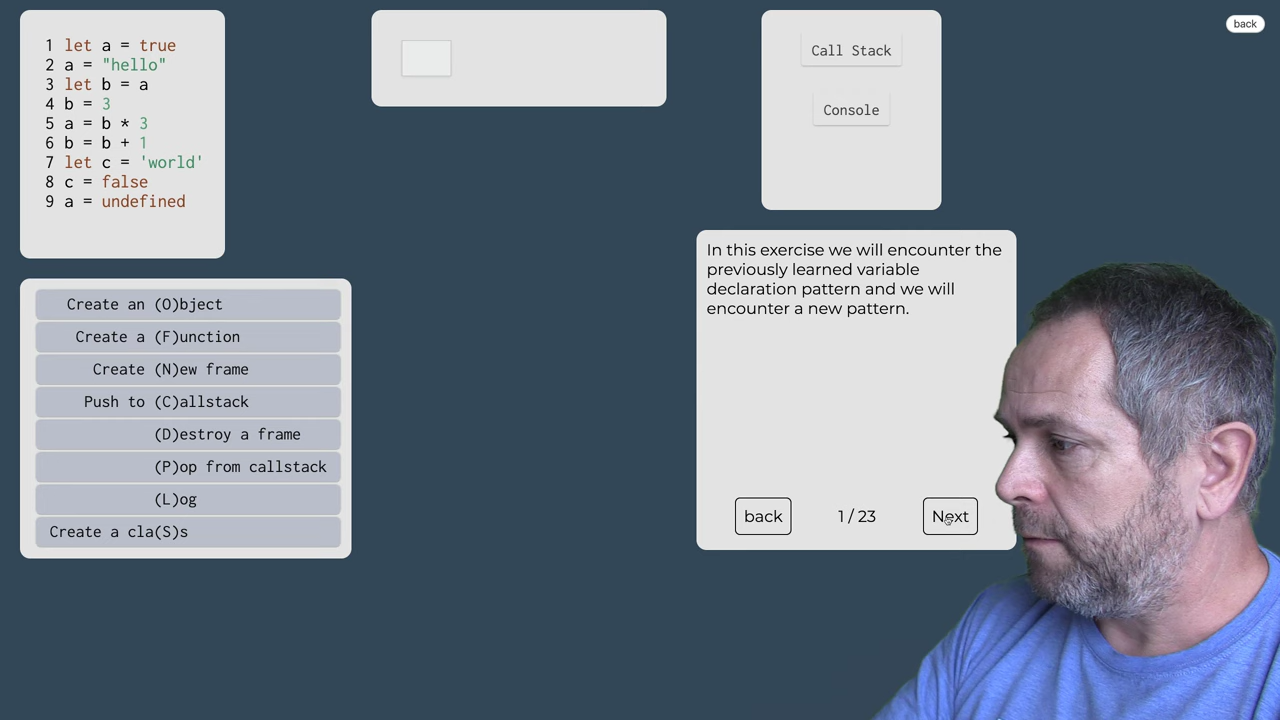 1 let a = true
2 a = "hello"
3 let b = a
4 b = 3
5 a = b * 3
6 b = b + 1
7 let c = 'world'
8 c = false
9 a = undefined
Create an (O)bject
Create a (F)unction
Create (N)ew frame
Push to (C)allstack
(D)estroy a frame
(P)op from callstack
(L)og
Create a cla(S)s
Call Stack
Console
back
In this exercise we will encounter the
previously learned variable
declaration pattern and we will
encounter a new pattern.
back 1 / 23 Next